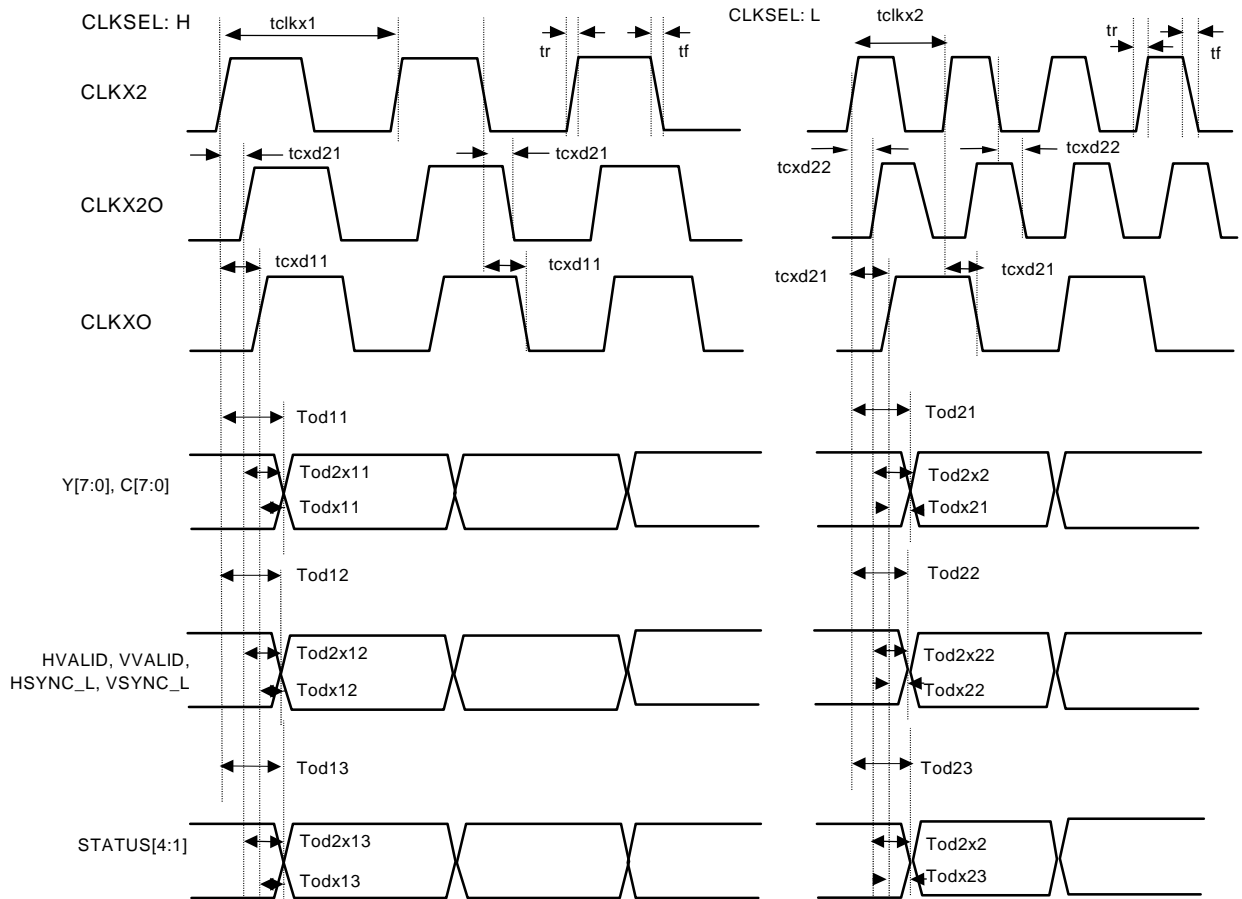 CLKSEL: H
tclkx1
CLKSEL: L
tclkx2
tr
tf
tr
tf
CLKX2
tcxd21
tcxd21
tcxd22
tcxd22
CLKX2O
tcxd11
tcxd11
tcxd21
tcxd21
CLKXO
Tod11
Tod21
Y[7:0], C[7:0]
Tod2x11
Todx11
Tod2x2
Todx21
Tod12
Tod22
HVALID, VVALID,
HSYNC_L, VSYNC_L
Tod2x12
Todx12
Tod2x22
Todx22
Tod13
Tod23
STATUS[4:1]
Tod2x13
Todx13
Tod2x2
Todx23